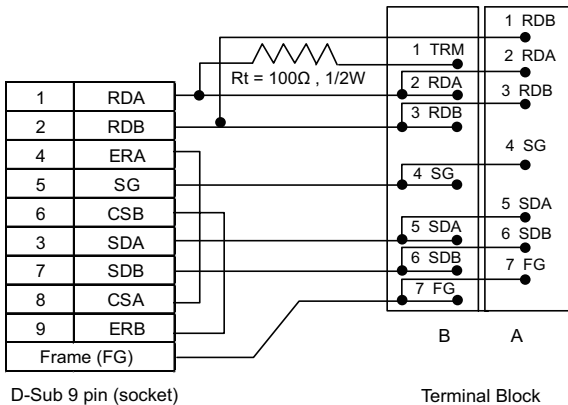 1 RDB
1 TRM
2 RDA
Rt = 100Ω , 1/2W
2 RDA
3 RDB
1 RDA
2 RDB
3 RDB
4 ERA
4 SG
5 SG
4 SG
6 CSB
5 SDA
3 SDA
5 SDA
6 SDB
7 SDB
6 SDB
7 FG
8 CSA
7 FG
9 ERB
B A
Frame (FG)
D-Sub 9 pin (socket)
Terminal Block